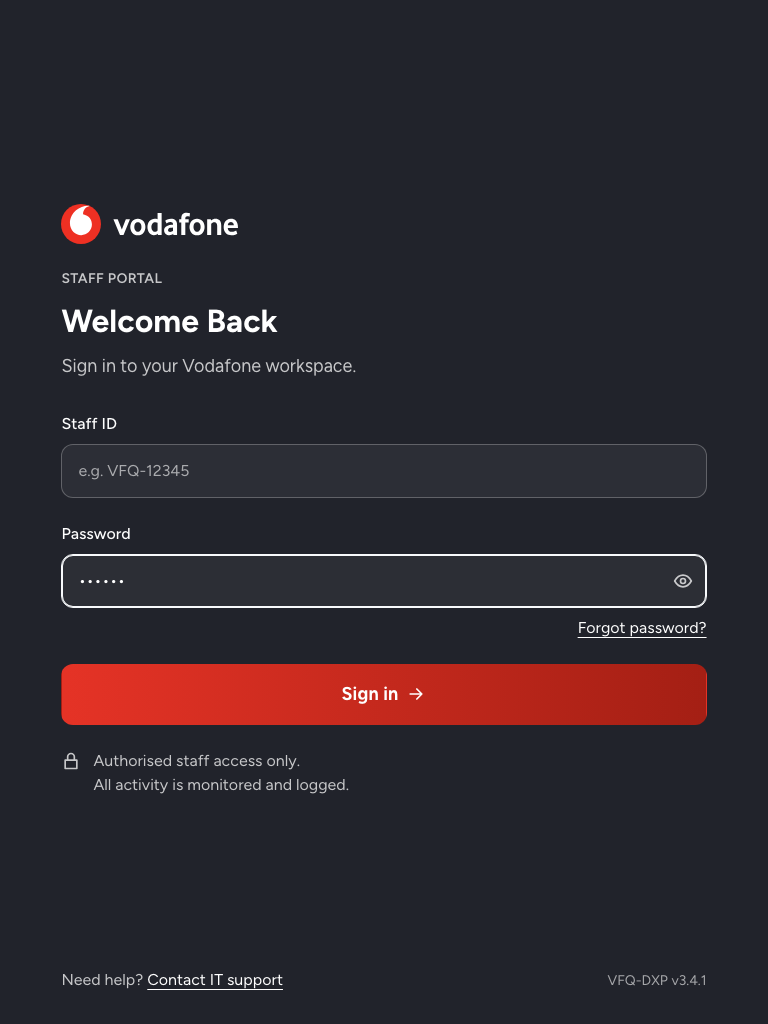 vodafone
STAFF PORTAL
Welcome Back
Sign in to your Vodafone workspace.
Staff ID
e.g. VFQ-12345
Password
••••••
Forgot password?
Sign in →
Authorised staff access only.
All activity is monitored and logged.
Need help? Contact IT support
VFQ-DXP v3.4.1